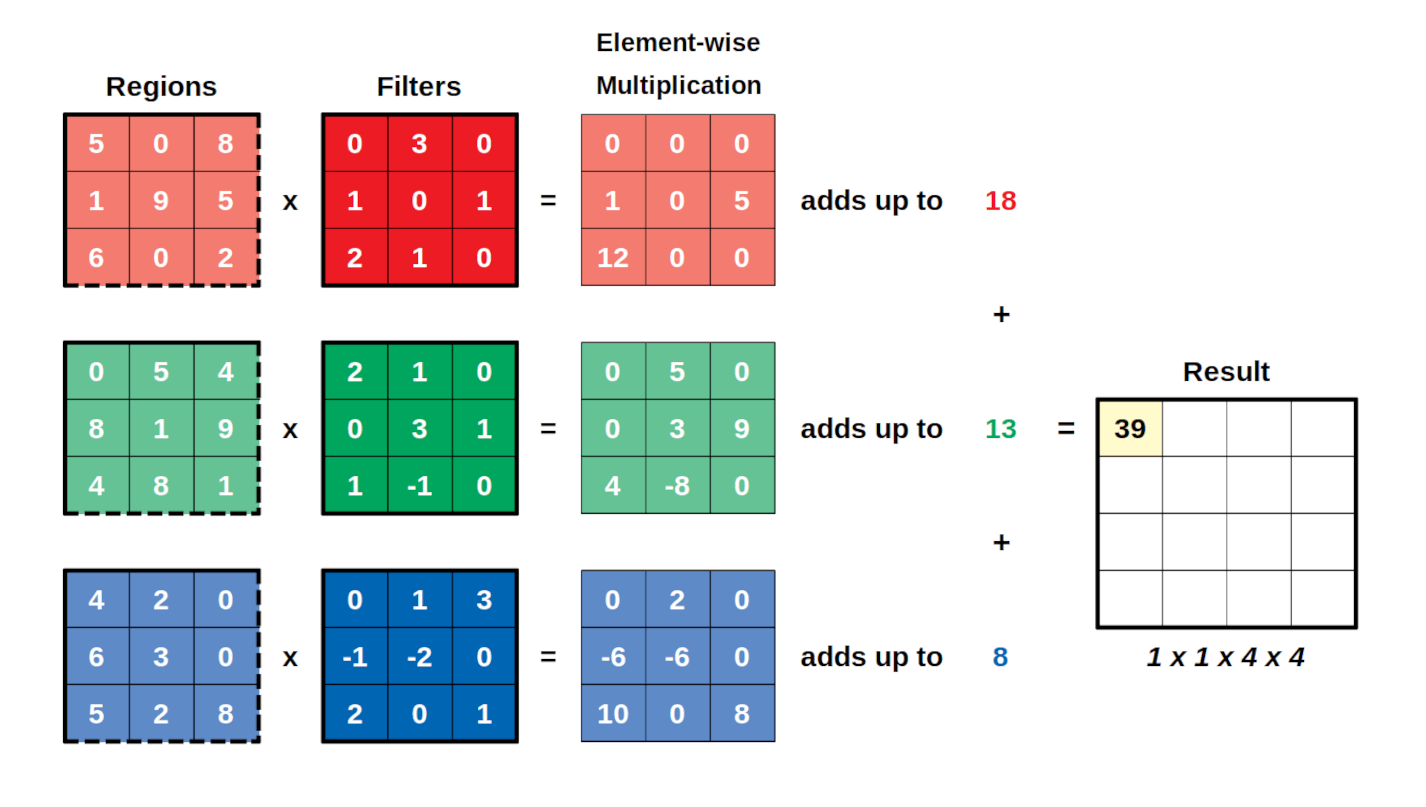 Element-wise
Regions Filters Multiplication
5 0 8 0 3 0 0 0 0
1 9 5 x 1 0 1 = 1 0 5 adds up to 18
6 0 2 2 1 0 12 0 0
+
0 5 4 2 1 0 0 5 0 Result
8 1 9 x 0 3 1 = 0 3 9 adds up to 13 = 39
4 8 1 1 -1 0 4 -8 0
+
4 2 0 0 1 3 0 2 0
6 3 0 x -1 -2 0 = -6 -6 0 adds up to 8 1 x 1 x 4 x 4
5 2 8 2 0 1 10 0 8